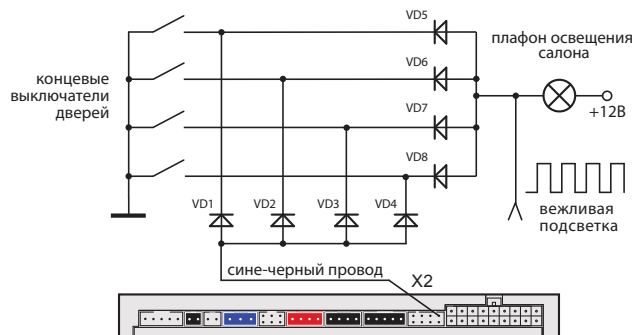 VD5
плафон освещения
салона
VD6
концевые
выключатели
дверей
+12В
VD7
VD8
VD1
VD2
VD3
VD4
вежливая
подсветка
сине-черный провод
X2